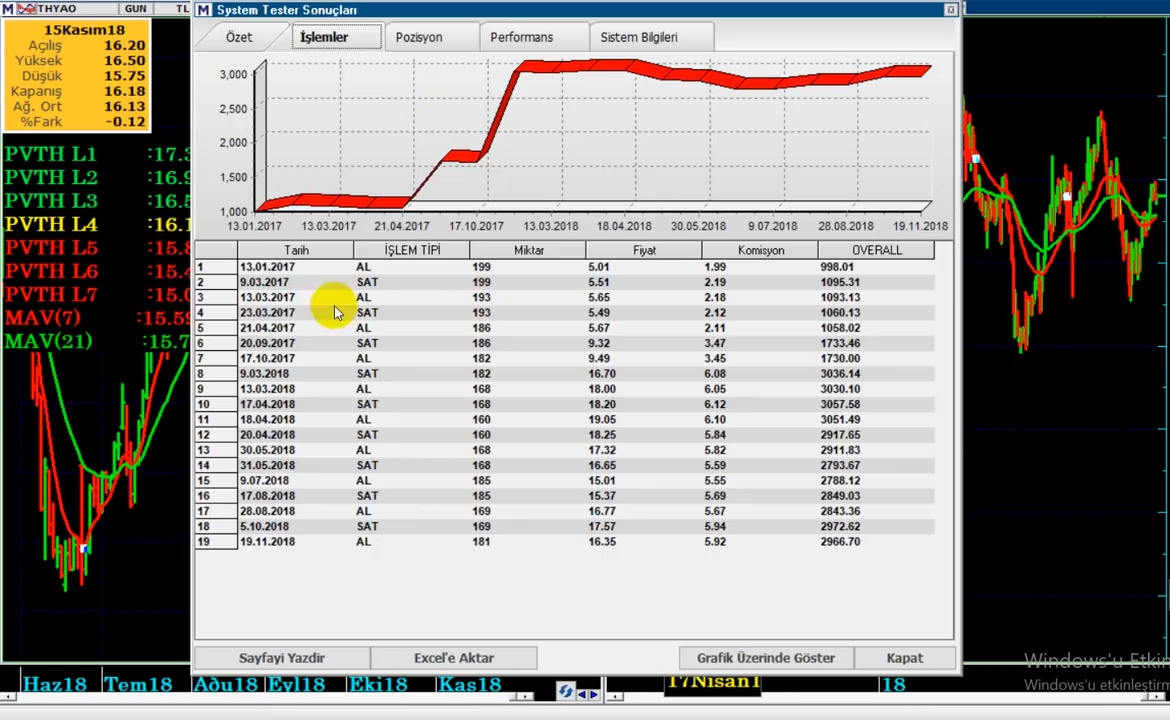 THYAO GUN TL
System Tester Sonuçları
15Kasım18
Açılış 16.20
Yüksek 16.50
Düşük 15.75
Kapanış 16.18
Ağ. Ort 16.13
%Fark -0.12
PVTH L1
PVTH L2
PVTH L3
PVTH L4
PVTH L5
PVTH L6
PVTH L7
MAV(7)
MAV(21)
Özet İşlemler Pozisyon Performans Sistem Bilgileri
3,000
2,500
2,000
1,500
1,000
13.01.2017 13.03.2017 21.04.2017 17.10.2017 13.03.2018 18.04.2018 30.05.2018 9.07.2018 28.08.2018 19.11.2018
Tarih İŞLEM TİPİ Miktar Fiyat Komisyon OVERALL
1 13.01.2017 AL 199 5.01 1.99 998.01
2 9.03.2017 SAT 199 5.51 2.19 1095.31
3 13.03.2017 AL 193 5.65 2.18 1093.13
4 23.03.2017 SAT 193 5.49 2.12 1060.13
5 21.04.2017 AL 186 5.67 2.11 1058.02
6 20.09.2017 SAT 186 9.32 3.47 1733.46
7 17.10.2017 AL 182 9.49 3.45 1730.00
8 9.03.2018 SAT 182 16.70 6.08 3036.14
9 13.03.2018 AL 168 18.00 6.05 3030.10
10 17.04.2018 SAT 168 18.20 6.12 3057.58
11 18.04.2018 AL 160 19.05 6.10 3051.49
12 20.04.2018 SAT 160 18.25 5.84 2917.65
13 30.05.2018 AL 168 17.32 5.82 2911.83
14 31.05.2018 SAT 168 16.65 5.59 2793.67
15 9.07.2018 AL 185 15.01 5.55 2788.12
16 17.08.2018 SAT 185 15.37 5.69 2849.03
17 28.08.2018 AL 169 16.77 5.67 2843.36
18 5.10.2018 SAT 169 17.57 5.94 2972.62
19 19.11.2018 AL 181 16.35 5.92 2966.70
Sayfayi Yazdir Excel'e Aktar Grafik Üzerinde Göster Kapat
Haz18 Tem18 Aðu18 Eyl18 Eki18 Kas18 17Nisan1 18
Windows'u Etkin
Windows'u etkinleştirm